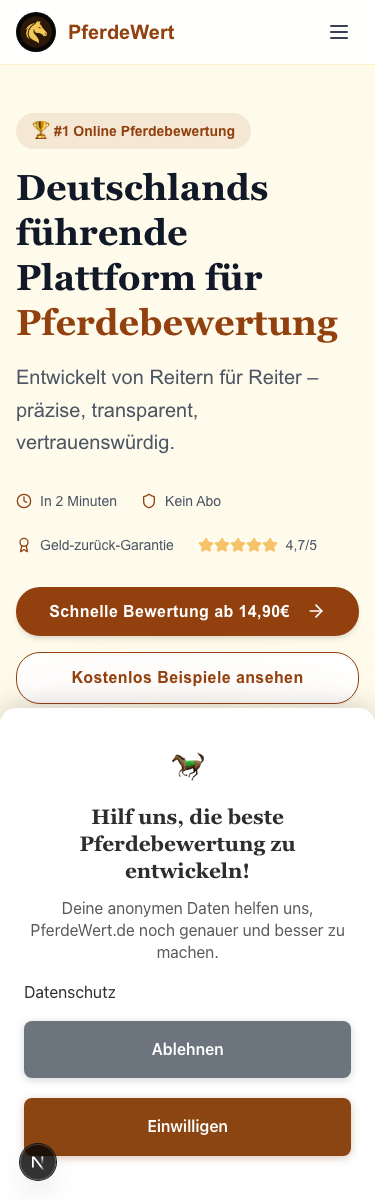 PferdeWert
🏆 #1 Online Pferdebewertung
Deutschlands
führende
Plattform für
Pferdebewertung
Entwickelt von Reitern für Reiter –
präzise, transparent,
vertrauenswürdig.
In 2 Minuten Kein Abo
Geld-zurück-Garantie 4,7/5
Schnelle Bewertung ab 14,90€ →
Kostenlos Beispiele ansehen
Hilf uns, die beste
Pferdebewertung zu
entwickeln!
Deine anonymen Daten helfen uns,
PferdeWert.de noch genauer und besser zu
machen.
Datenschutz
Ablehnen
Einwilligen
N